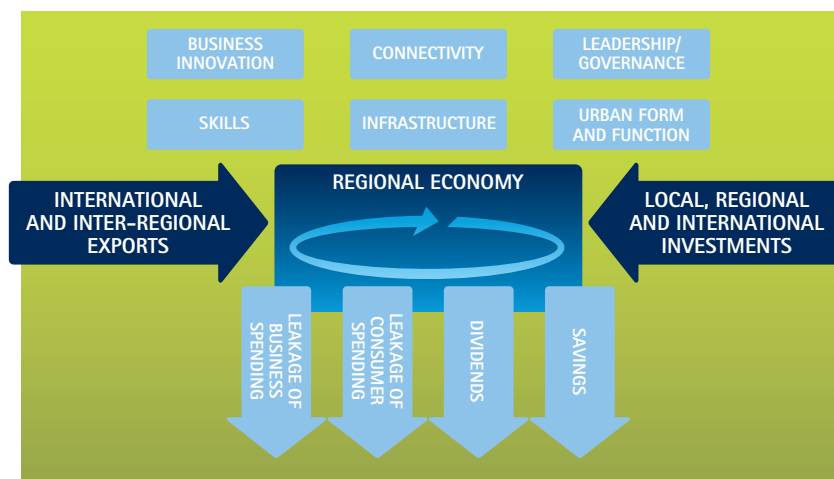 BUSINESS
INNOVATION
CONNECTIVITY
LEADERSHIP/
GOVERNANCE
SKILLS
INFRASTRUCTURE
URBAN FORM
AND FUNCTION
INTERNATIONAL
AND INTER-REGIONAL
EXPORTS
REGIONAL ECONOMY
LOCAL, REGIONAL
AND INTERNATIONAL
INVESTMENTS
LEAKAGE OF
BUSINESS
SPENDING
LEAKAGE OF
CONSUMER
SPENDING
DIVIDENDS
SAVINGS